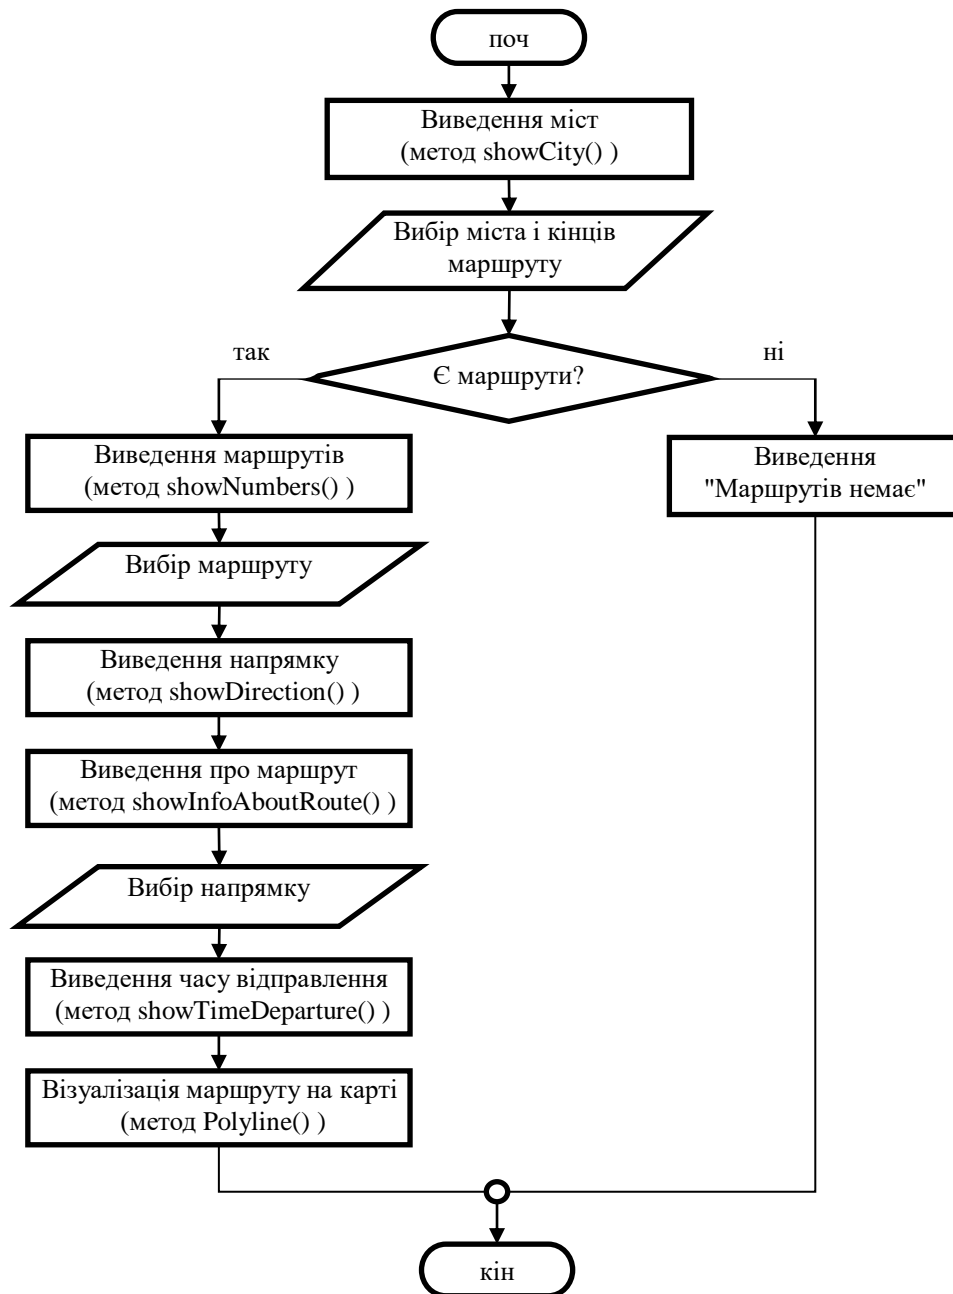 поч
Виведення міст
(метод showCity() )
Вибір міста і кінців
маршруту
так
ні
Є маршрути?
Виведення маршрутів
(метод showNumbers() )
Виведення
"Маршрутів немає"
Вибір маршруту
Виведення напрямку
(метод showDirection() )
Виведення про маршрут
(метод showInfoAboutRoute() )
Вибір напрямку
Виведення часу відправлення
(метод showTimeDeparture() )
Візуалізація маршруту на карті
(метод Polyline() )
кін